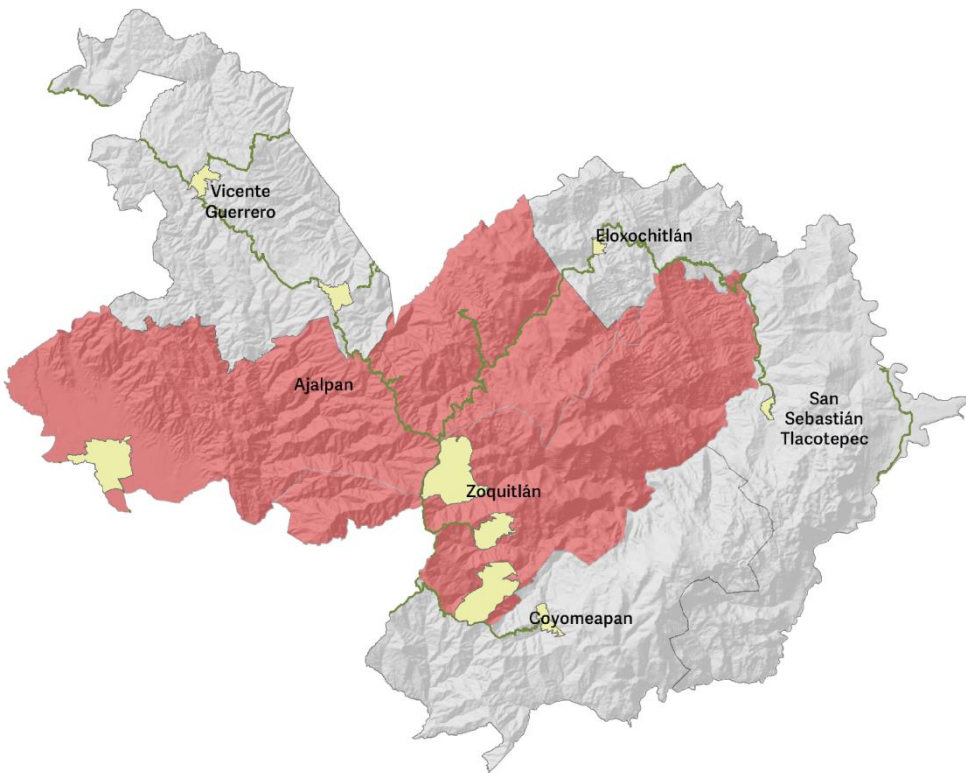 Vicente
Guerrero
Eloxochitlán
Ajalpan
San
Sebastián
Tlacotepec
Zoquitlán
Coyomeapan